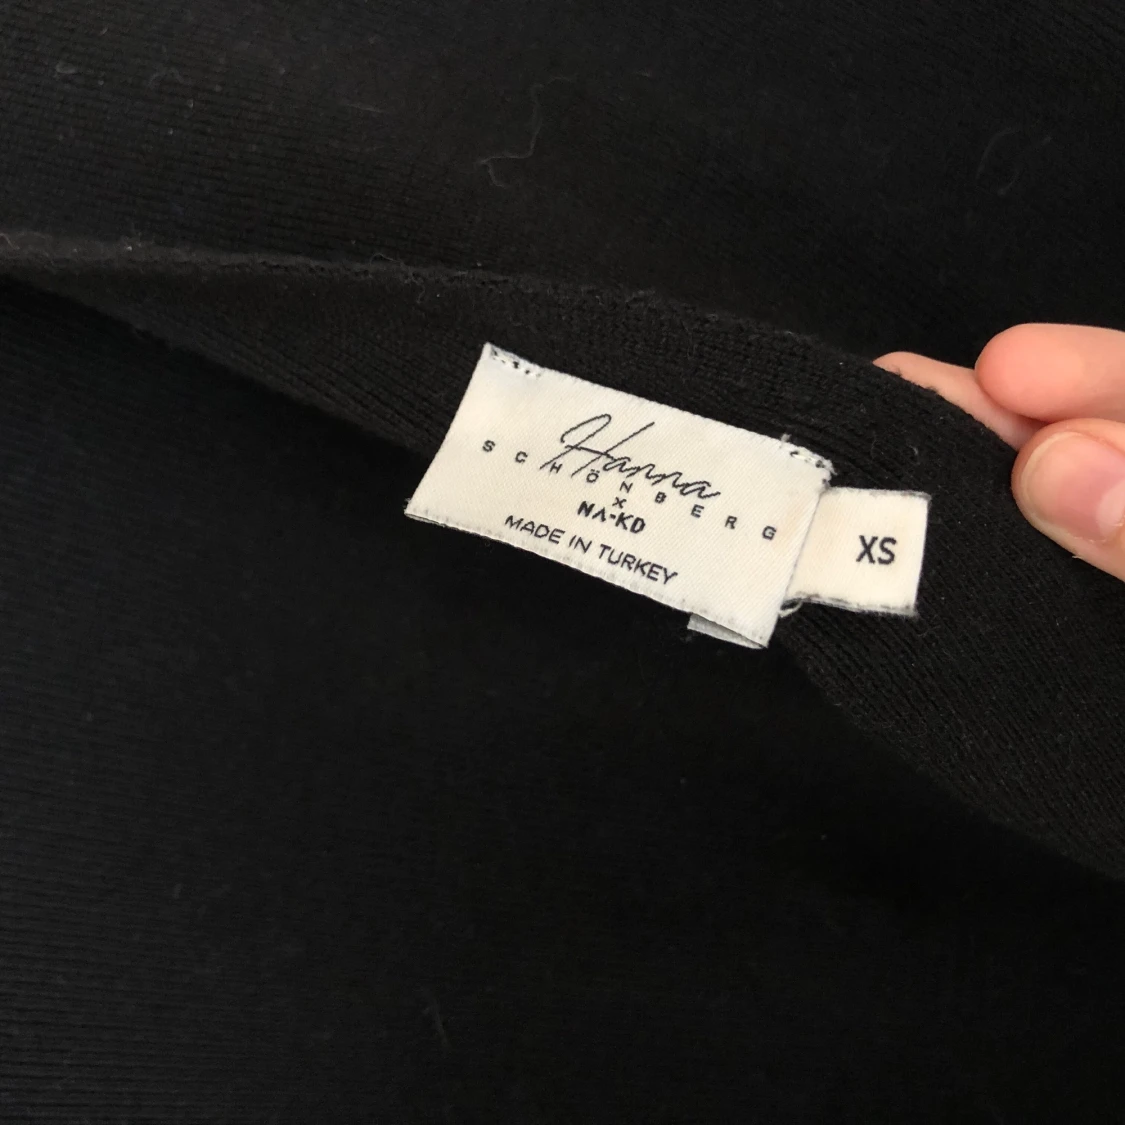 Hanna
SCHÖNBERG
X
NA-KD
MADE IN TURKEY
XS